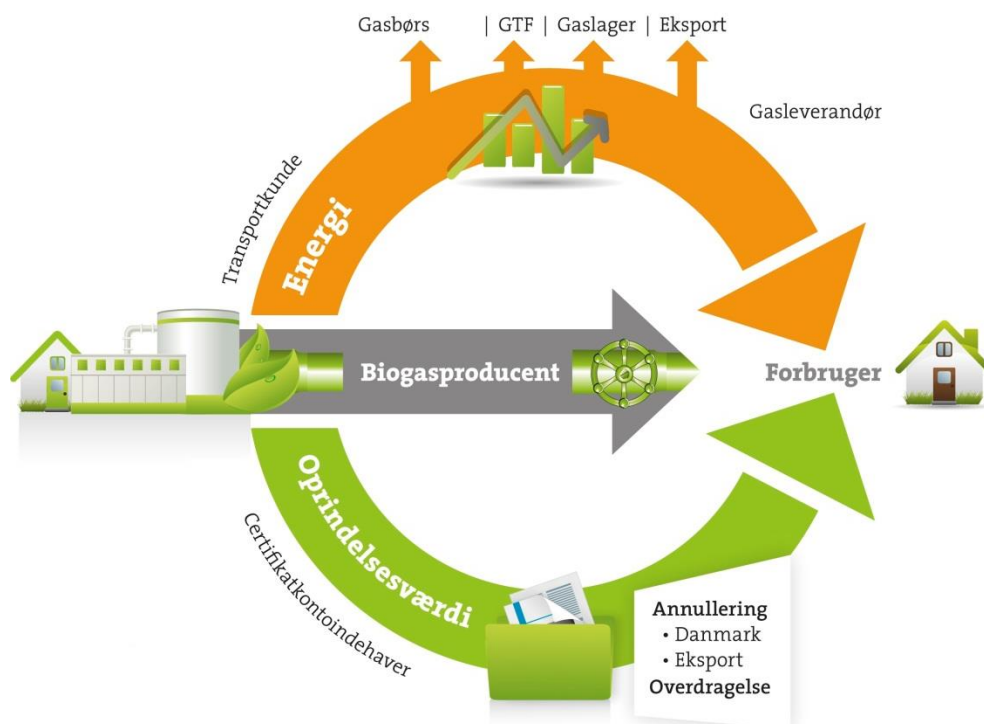 Gasbørs | GTF | Gaslager | Eksport
Gasleverandør
Transportkunde
Energi
Biogasproducent
Forbruger
Oprindelsesværdi
Certifikatkontoindehaver
Annullering
• Danmark
• Eksport
Overdragelse